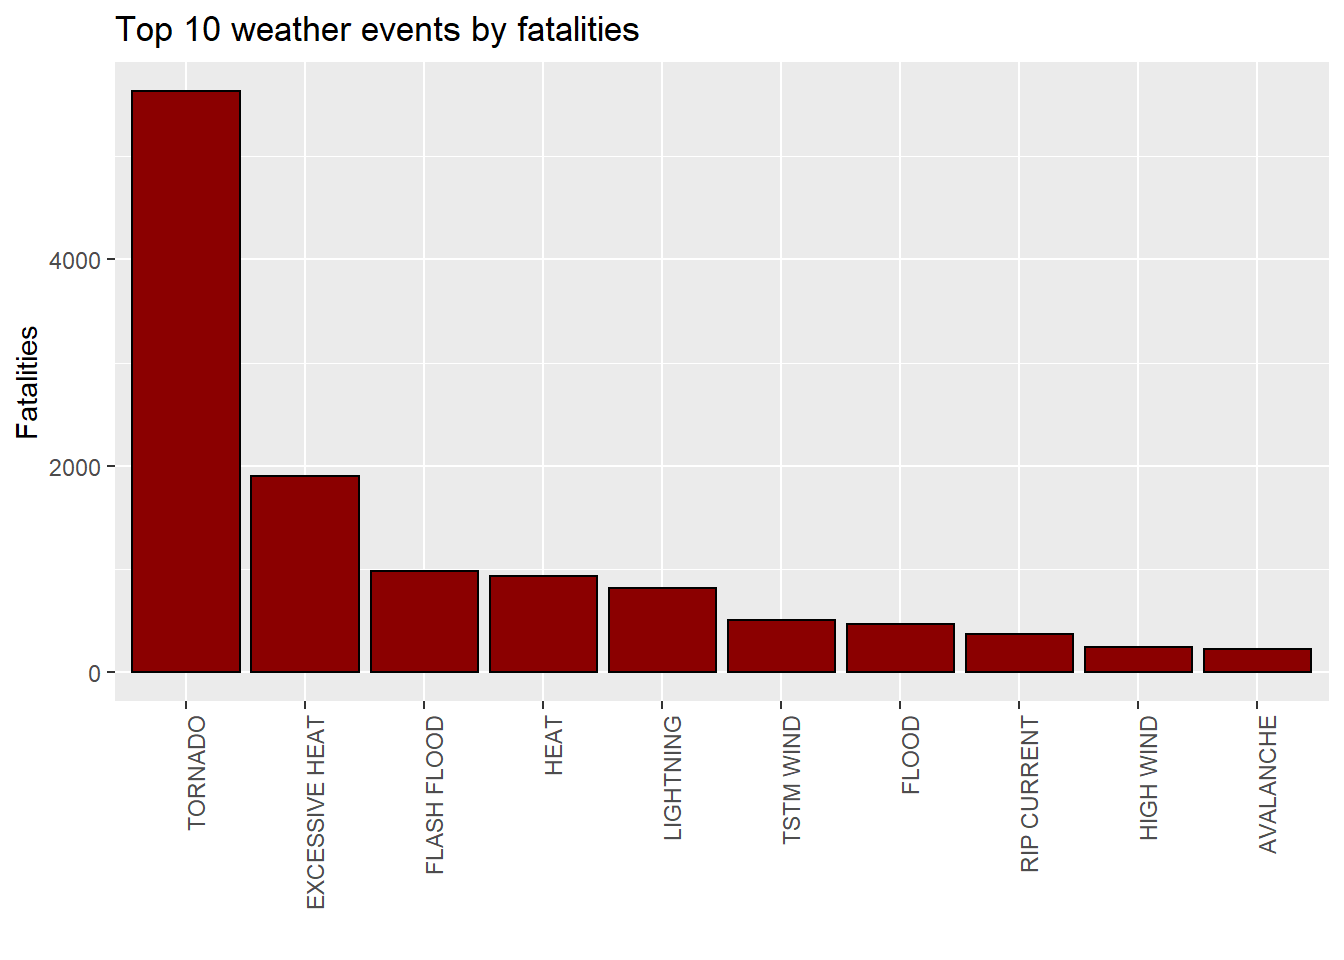 Top 10 weather events by fatalities
Fatalities
4000
2000
0
TORNADO
EXCESSIVE HEAT
FLASH FLOOD
HEAT
LIGHTNING
TSTM WIND
FLOOD
RIP CURRENT
HIGH WIND
AVALANCHE